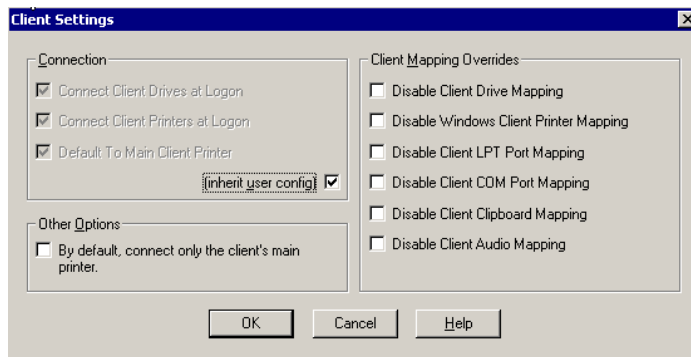 Client Settings
Connection
Connect Client Drives at Logon
Connect Client Printers at Logon
Default To Main Client Printer
(inherit user config)
Other Options
By default, connect only the client's main
printer.
Client Mapping Overrides
Disable Client Drive Mapping
Disable Windows Client Printer Mapping
Disable Client LPT Port Mapping
Disable Client COM Port Mapping
Disable Client Clipboard Mapping
Disable Client Audio Mapping
OK
Cancel
Help